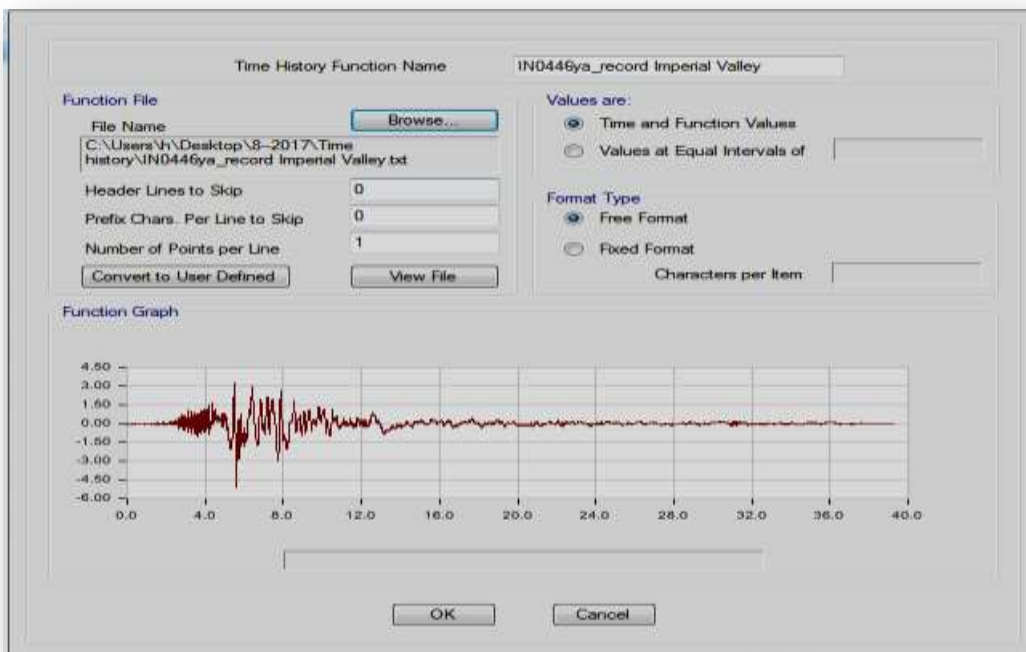 Time History Function Name IN0446ya_record Imperial Valley
Function File
File Name
Browse...
C:\Users\h\Desktop\8--2017\Time
history\IN0446ya_record Imperial Valley.txt
Header Lines to Skip 0
Prefix Chars. Per Line to Skip 0
Number of Points per Line 1
Convert to User Defined View File
Values are:
Time and Function Values
Values at Equal Intervals of
Format Type
Free Format
Fixed Format
Characters per Item
Function Graph
4.50
3.00
1.50
0.00
-1.50
-3.00
-4.50
-6.00
0.0 4.0 8.0 12.0 16.0 20.0 24.0 28.0 32.0 36.0 40.0
OK Cancel